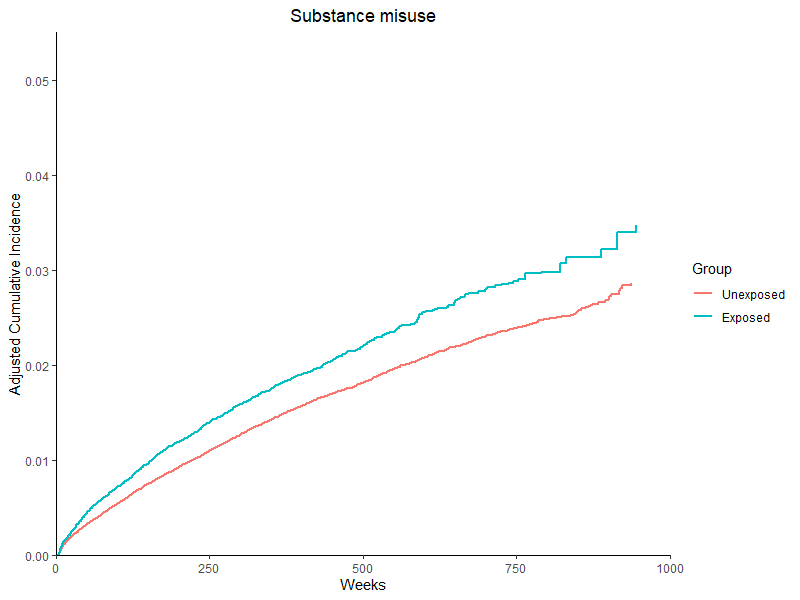 Substance misuse
Adjusted Cumulative Incidence
0.05
0.04
0.03
0.02
0.01
0.00
0
250
500
750
1000
Weeks
Group
Unexposed
Exposed